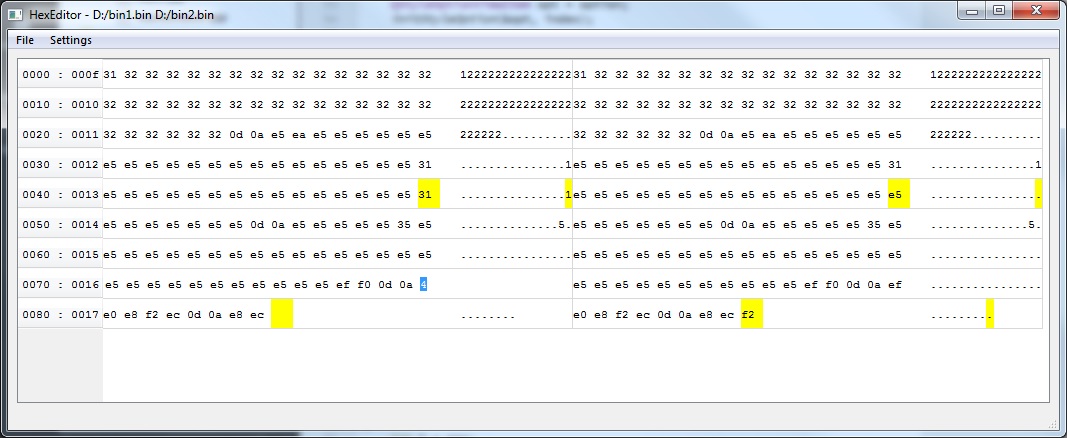 HexEditor - D:/bin1.bin D:/bin2.bin
File Settings
0000 : 000f 31 32 32 32 32 32 32 32 32 32 32 32 32 32 32 32 1222222222222222 31 32 32 32 32 32 32 32 32 32 32 32 32 32 32 32 1222222222222222
0010 : 0010 32 32 32 32 32 32 32 32 32 32 32 32 32 32 32 32 2222222222222222 32 32 32 32 32 32 32 32 32 32 32 32 32 32 32 32 2222222222222222
0020 : 0011 32 32 32 32 32 32 0d 0a e5 ea e5 e5 e5 e5 e5 e5 222222.......... 32 32 32 32 32 32 0d 0a e5 ea e5 e5 e5 e5 e5 e5 222222..........
0030 : 0012 e5 e5 e5 e5 e5 e5 e5 e5 e5 e5 e5 e5 e5 e5 e5 31 ...............1 e5 e5 e5 e5 e5 e5 e5 e5 e5 e5 e5 e5 e5 e5 e5 31 ...............1
0040 : 0013 e5 e5 e5 e5 e5 e5 e5 e5 e5 e5 e5 e5 e5 e5 e5 31 ...............1 e5 e5 e5 e5 e5 e5 e5 e5 e5 e5 e5 e5 e5 e5 e5 e5 ................
0050 : 0014 e5 e5 e5 e5 e5 e5 e5 0d 0a e5 e5 e5 e5 e5 35 e5 ..............5. e5 e5 e5 e5 e5 e5 e5 0d 0a e5 e5 e5 e5 e5 35 e5 ..............5.
0060 : 0015 e5 e5 e5 e5 e5 e5 e5 e5 e5 e5 e5 e5 e5 e5 e5 e5 ................ e5 e5 e5 e5 e5 e5 e5 e5 e5 e5 e5 e5 e5 e5 e5 e5 ................
0070 : 0016 e5 e5 e5 e5 e5 e5 e5 e5 e5 e5 e5 ef f0 0d 0a 4 e5 e5 e5 e5 e5 e5 e5 e5 e5 e5 e5 ef f0 0d 0a ef ................
0080 : 0017 e0 e8 f2 ec 0d 0a e8 ec ........ e0 e8 f2 ec 0d 0a e8 ec f2 .........